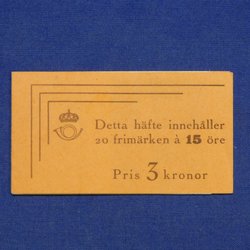 Detta häfte innehåller
20 frimärken à 15 öre
Pris 3 kronor